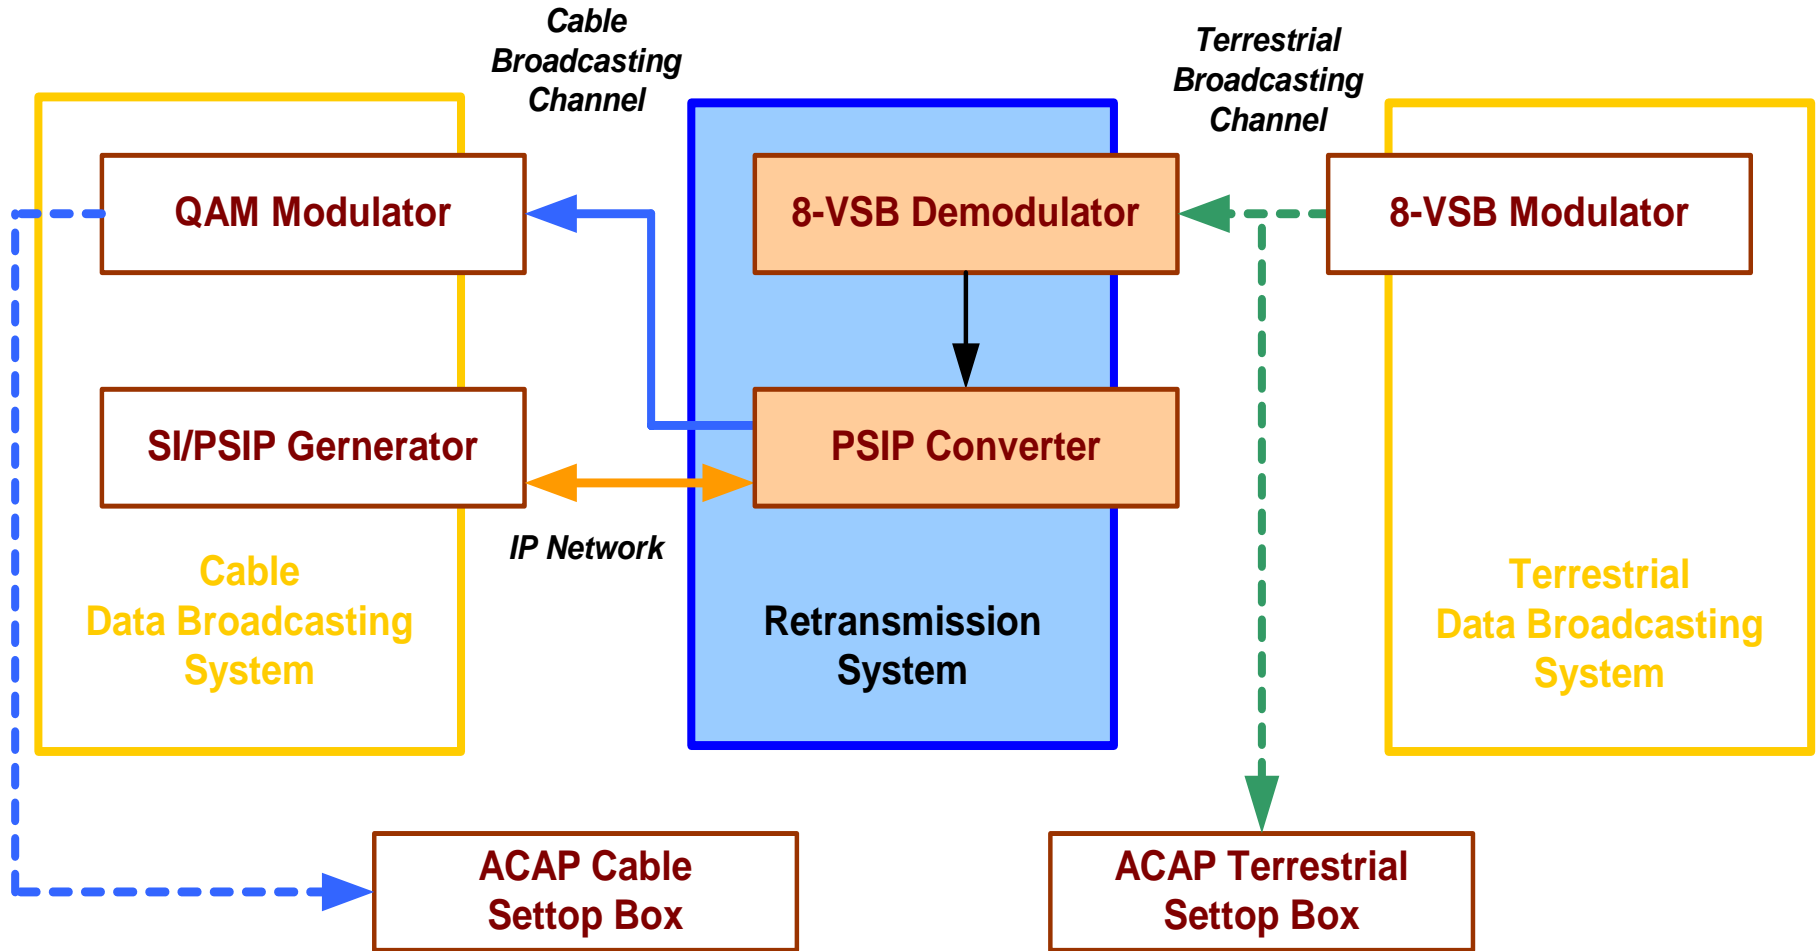 Cable
Broadcasting
Channel
Terrestrial
Broadcasting
Channel
QAM Modulator
8-VSB Demodulator
8-VSB Modulator
SI/PSIP Gernerator
PSIP Converter
IP Network
Cable
Data Broadcasting
System
Retransmission
System
Terrestrial
Data Broadcasting
System
ACAP Cable
Settop Box
ACAP Terrestrial
Settop Box